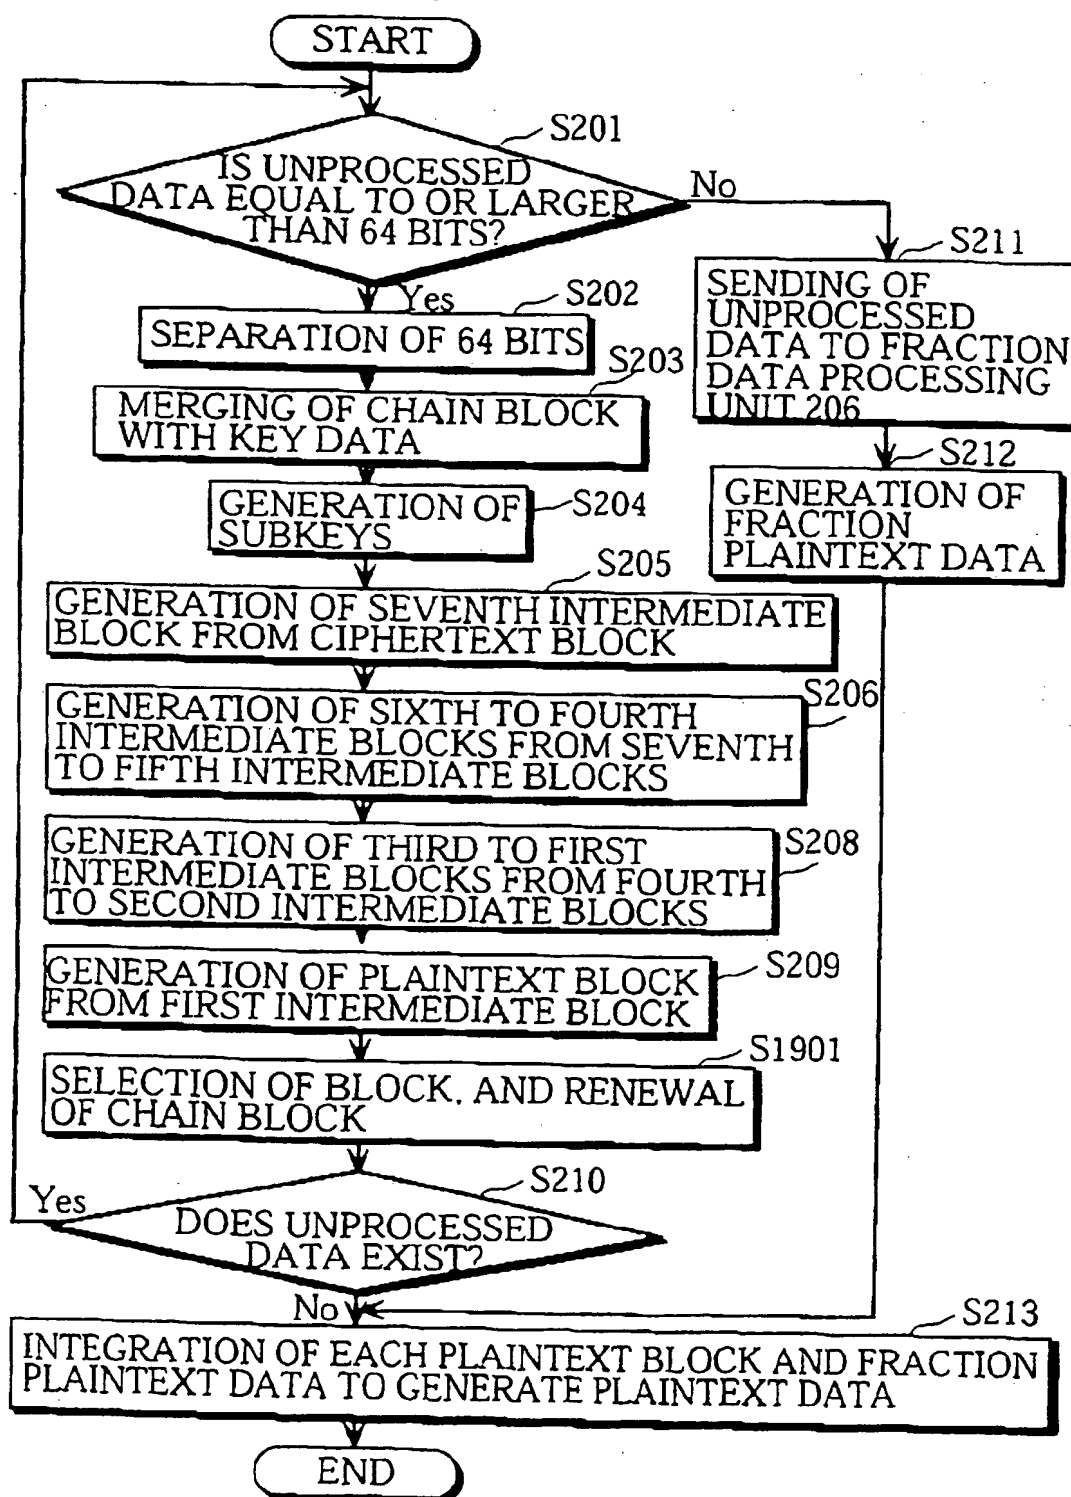 START
S201
IS UNPROCESSED
DATA EQUAL TO OR LARGER
THAN 64 BITS?
No
Yes
S202
SEPARATION OF 64 BITS
S203
MERGING OF CHAIN BLOCK
WITH KEY DATA
S204
GENERATION OF
SUBKEYS
S205
GENERATION OF SEVENTH INTERMEDIATE
BLOCK FROM CIPHERTEXT BLOCK
S206
GENERATION OF SIXTH TO FOURTH
INTERMEDIATE BLOCKS FROM SEVENTH
TO FIFTH INTERMEDIATE BLOCKS
S208
GENERATION OF THIRD TO FIRST
INTERMEDIATE BLOCKS FROM FOURTH
TO SECOND INTERMEDIATE BLOCKS
S209
GENERATION OF PLAINTEXT BLOCK
FROM FIRST INTERMEDIATE BLOCK
S1901
SELECTION OF BLOCK, AND RENEWAL
OF CHAIN BLOCK
S210
Yes
DOES UNPROCESSED
DATA EXIST?
No
S211
SENDING OF
UNPROCESSED
DATA TO FRACTION
DATA PROCESSING
UNIT 206
S212
GENERATION OF
FRACTION
PLAINTEXT DATA
S213
INTEGRATION OF EACH PLAINTEXT BLOCK AND FRACTION
PLAINTEXT DATA TO GENERATE PLAINTEXT DATA
END